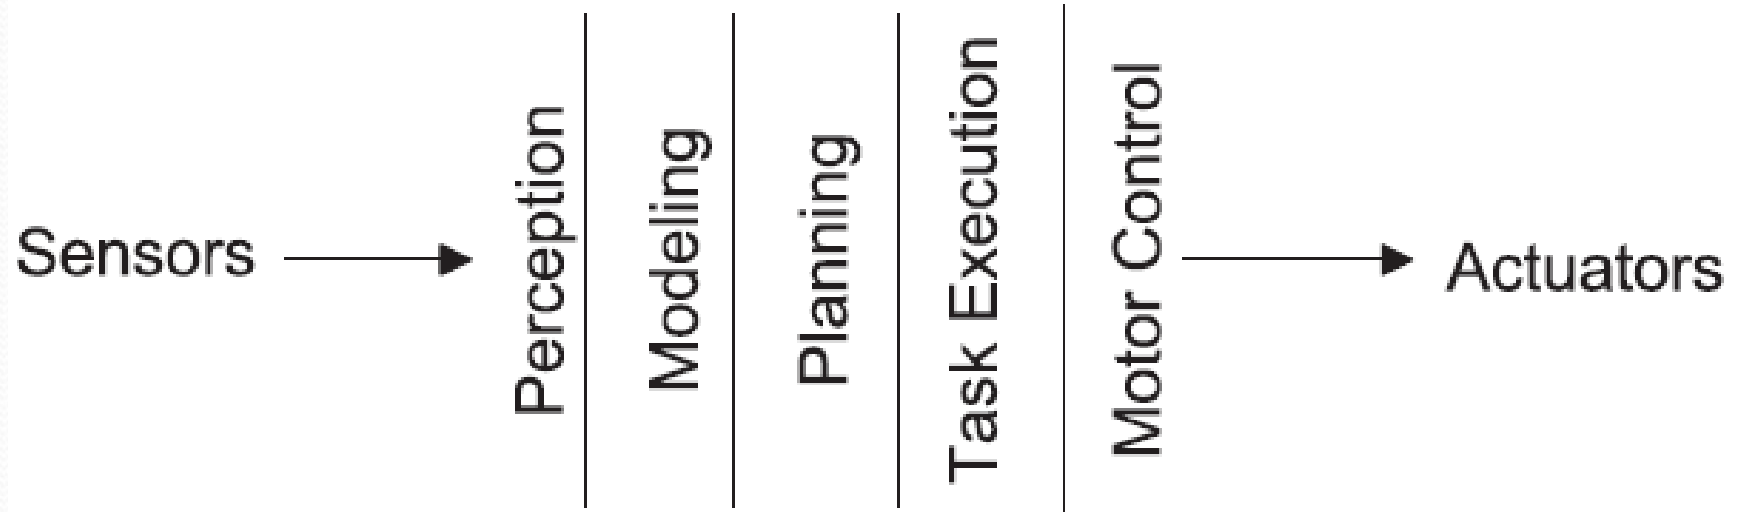 Sensors
Perception
Modeling
Planning
Task Execution
Motor Control
Actuators